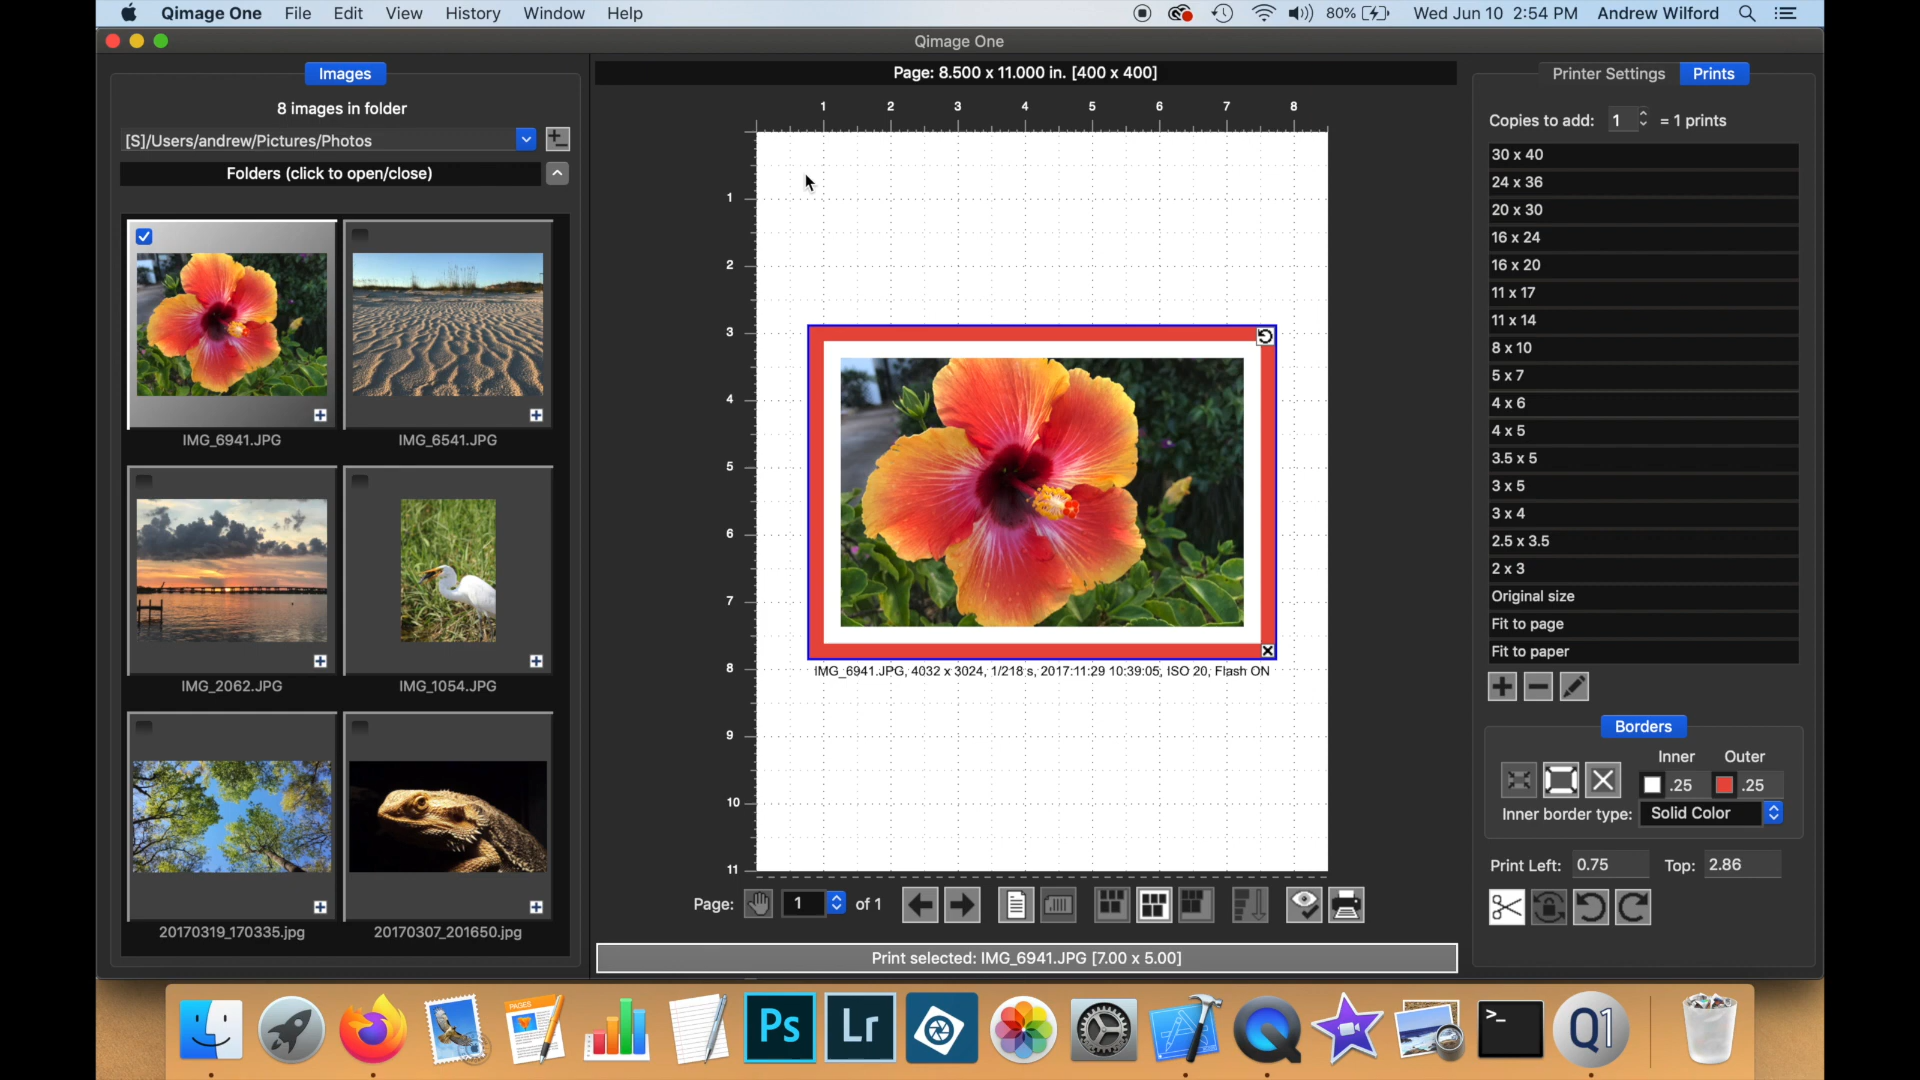 Qimage One File Edit View History Window Help 80% Wed Jun 10 2:54 PM Andrew Wilford
Qimage One
Images
8 images in folder
[S]/Users/andrew/Pictures/Photos
Folders (click to open/close)
IMG_6941.JPG IMG_6541.JPG
IMG_2062.JPG IMG_1054.JPG
20170319_170335.jpg 20170307_201650.jpg
Page: 8.500 x 11.000 in. [400 x 400]
1 2 3 4 5 6 7 8
1
2
3
4
5
6
7
8
9
10
11
IMG_6941.JPG, 4032 x 3024, 1/218 s, 2017:11:29 10:39:05, ISO 20, Flash ON
Page: 1 of 1
Print selected: IMG_6941.JPG [7.00 x 5.00]
Printer Settings Prints
Copies to add: 1 = 1 prints
30 x 40
24 x 36
20 x 30
16 x 24
16 x 20
11 x 17
11 x 14
8 x 10
5 x 7
4 x 6
4 x 5
3.5 x 5
3 x 5
3 x 4
2.5 x 3.5
2 x 3
Original size
Fit to page
Fit to paper
Borders
Inner Outer
.25 .25
Inner border type: Solid Color
Print Left: 0.75 Top: 2.86
PAGES
Ps Lr >_ Q1